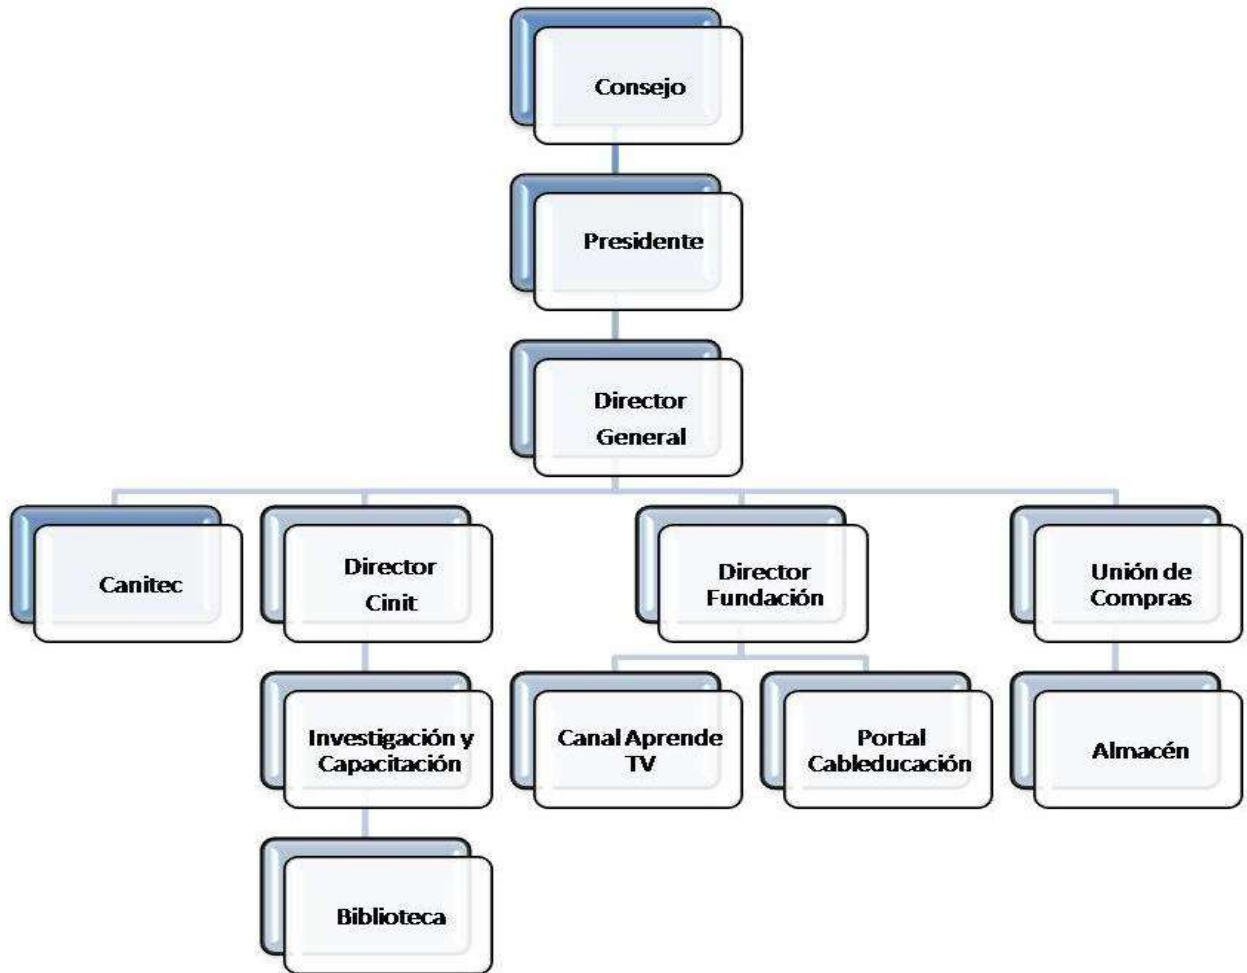 Consejo
Presidente
Director
General
Canitec
Director
Cinit
Director
Fundación
Unión de
Compras
Investigación y
Capacitación
Canal Aprende
TV
Portal
Cableducación
Almacén
Biblioteca